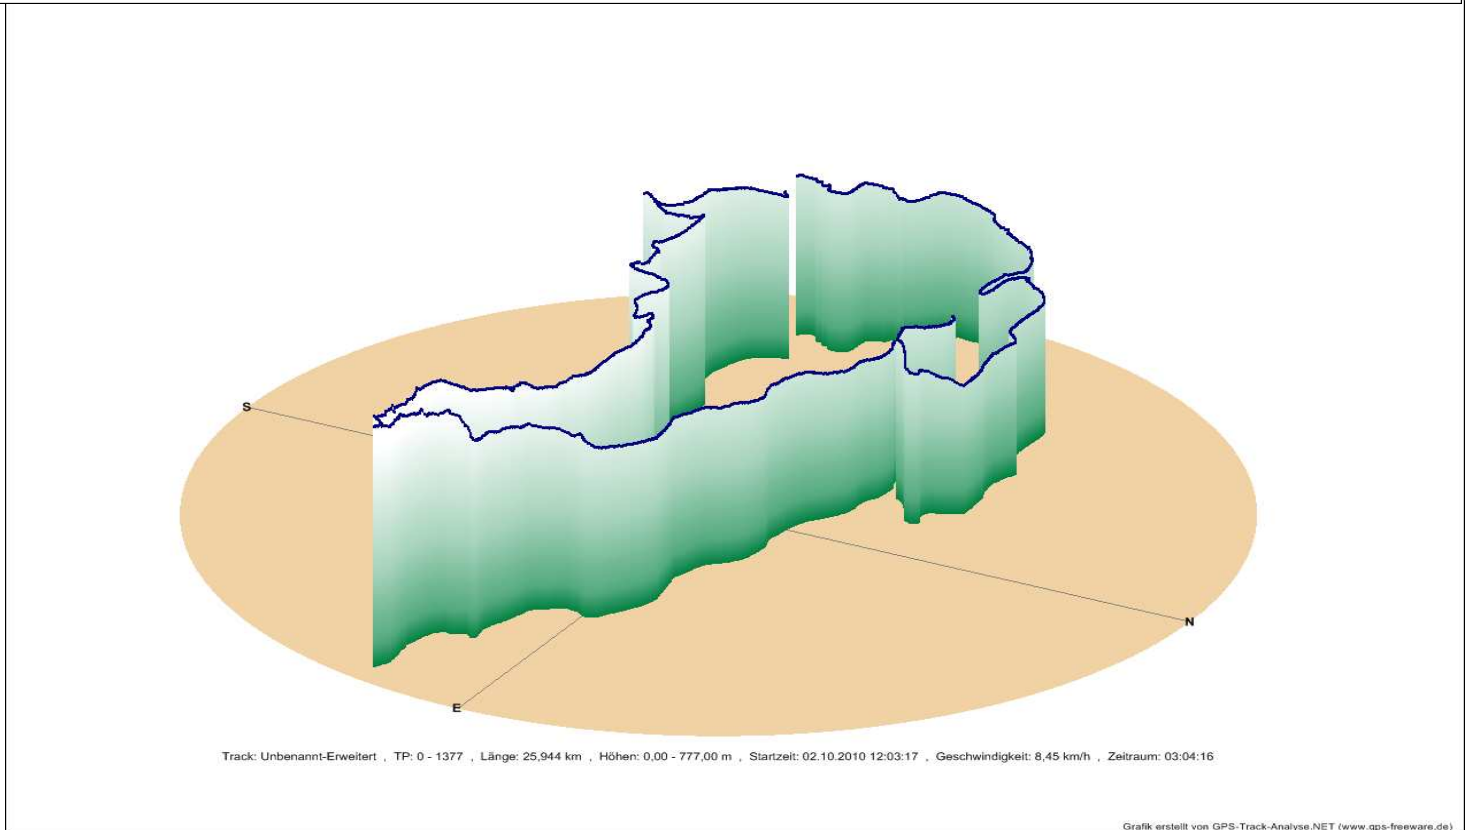 S
N
E
Track: Unbenannt-Erweitert , TP: 0 - 1377 , Länge: 25,944 km , Höhen: 0,00 - 777,00 m , Startzeit: 02.10.2010 12:03:17 , Geschwindigkeit: 8,45 km/h , Zeitraum: 03:04:16
Grafik erstellt von GPS-Track-Analyse.NET (www.gps-freeware.de)